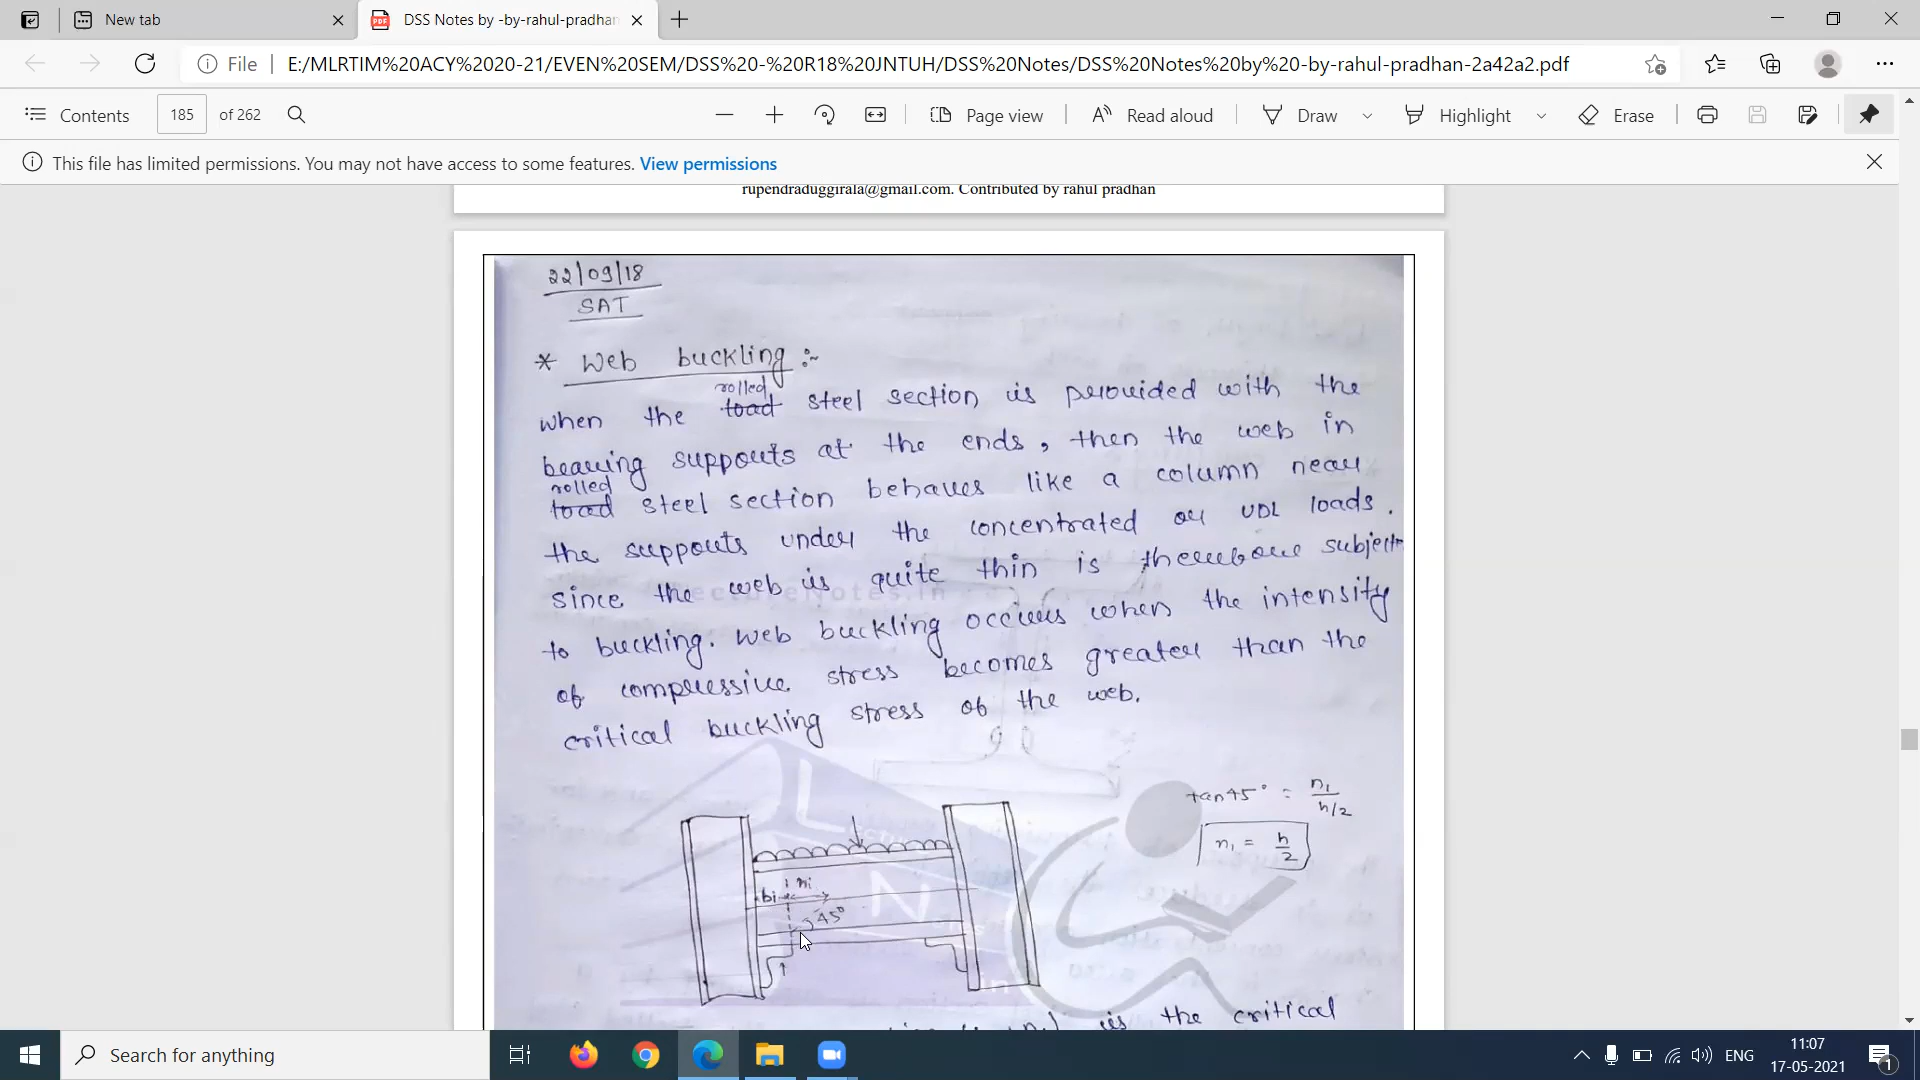 New tab
DSS Notes by -by-rahul-pradhan
File
E:/MLRTIM%20ACY%2020-21/EVEN%20SEM/DSS%20-%20R18%20JNTUH/DSS%20Notes/DSS%20Notes%20by%20-by-rahul-pradhan-2a42a2.pdf
Contents 185 of 262 Page view Read aloud Draw Highlight Erase
This file has limited permissions. You may not have access to some features. View permissions
rupendraduggirala@gmail.com. Contributed by rahul pradhan
22/09/18
SAT
* Web buckling :-
rolled
when the toad steel section is provided with the
bearing supports at the ends, then the web in
rolled
toad steel section behaves like a column near
the supports under the concentrated or UDL loads.
since the web is quite thin is therefore subject
to buckling. Web buckling occurs when the intensity
of compressive stress becomes greater than the
critical buckling stress of the web.
tan45° = n1
h/2
n1 = h
2
b1 n1
45°
is the critical
Search for anything
ENG
11:07
17-05-2021
1